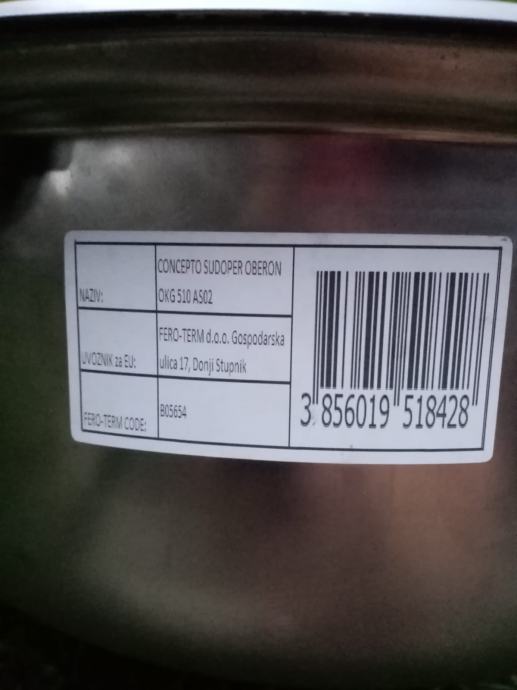 NAZIV:
CONCEPTO SUDOPER OBERON
OKG 510 AS02
UVOZNIK za EU:
FERO-TERM d.o.o. Gospodarska
ulica 17, Donji Stupnik
FERO-TERM CODE:
B05654
3 856019 518428